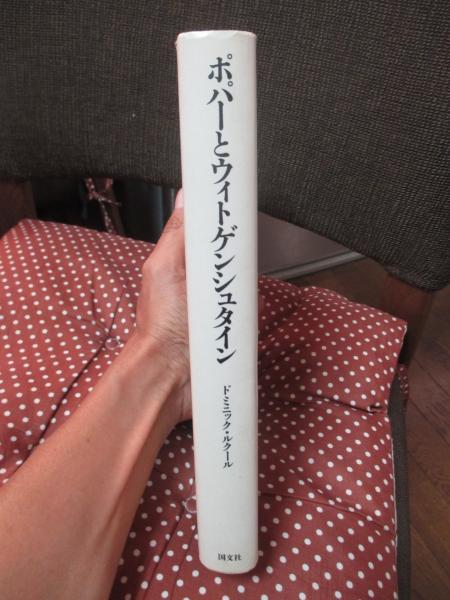 ポパーとウィトゲンシュタイン
ドミニック・ルクール
国文社